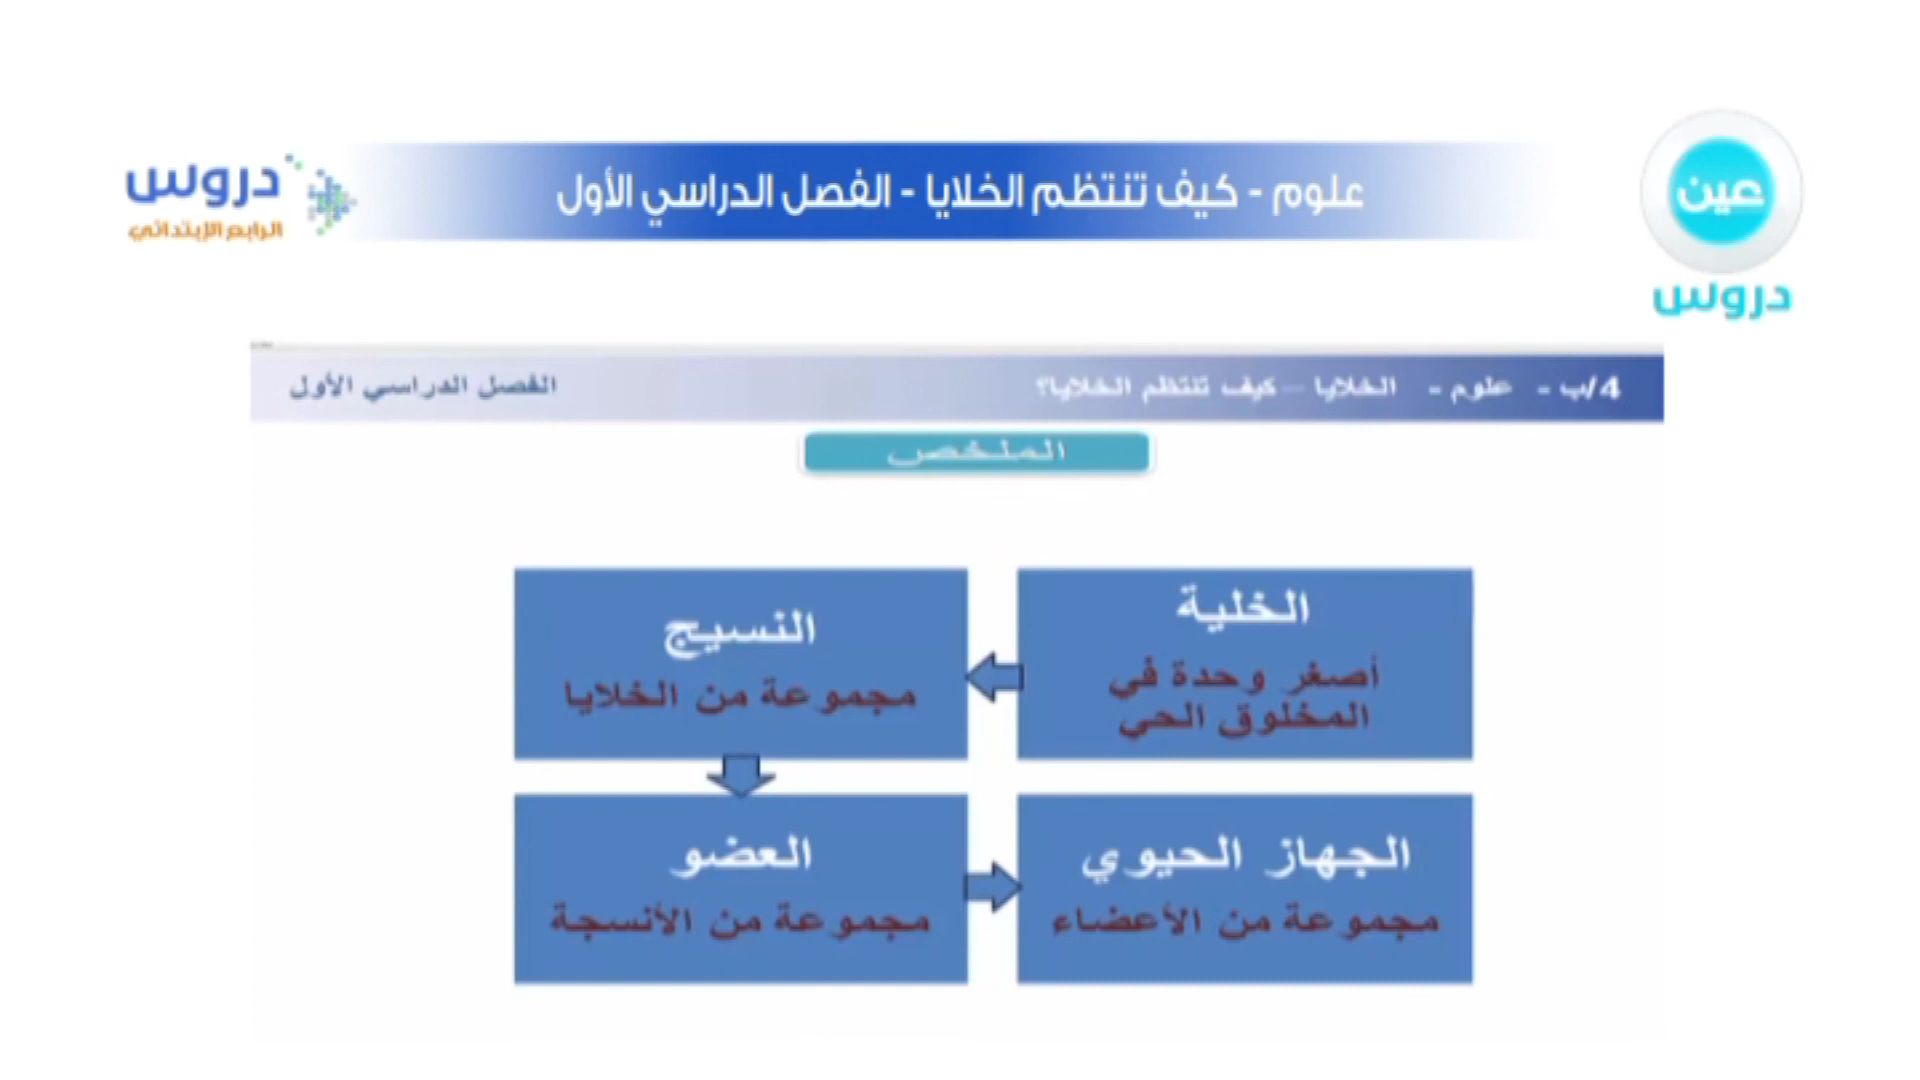 علوم - كيف تنتظم الخلايا - الفصل الدراسي الأول
عين
دروس
دروس
الرابع الإبتدائي
4/ب - علوم - الخلايا – كيف تنتظم الخلايا؟
الفصل الدراسي الأول
الملخص
الخلية
أصغر وحدة في
المخلوق الحي
النسيج
مجموعة من الخلايا
العضو
مجموعة من الأنسجة
الجهاز الحيوي
مجموعة من الأعضاء